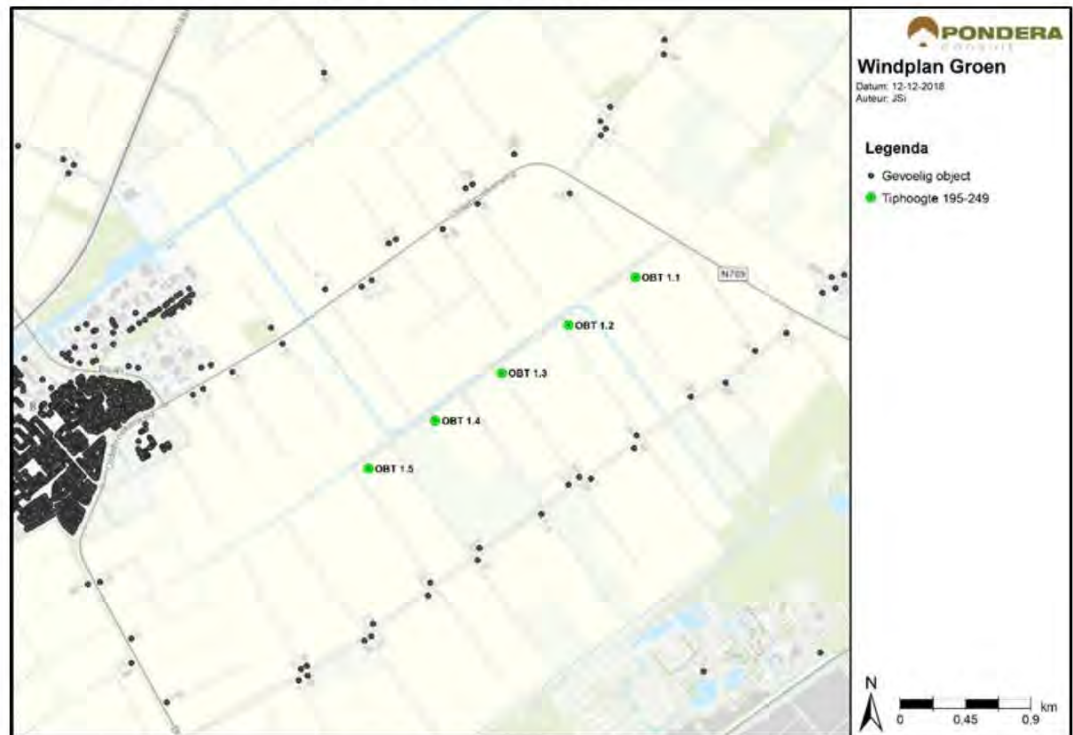 PONDERA
consult
Windplan Groen
Datum: 12-12-2018
Auteur: JSi
Legenda
Gevoelig object
Tiphoogte 195-249
N709
OBT 1.1
OBT 1.2
OBT 1.3
OBT 1.4
OBT 1.5
N
km
0 0,45 0,9